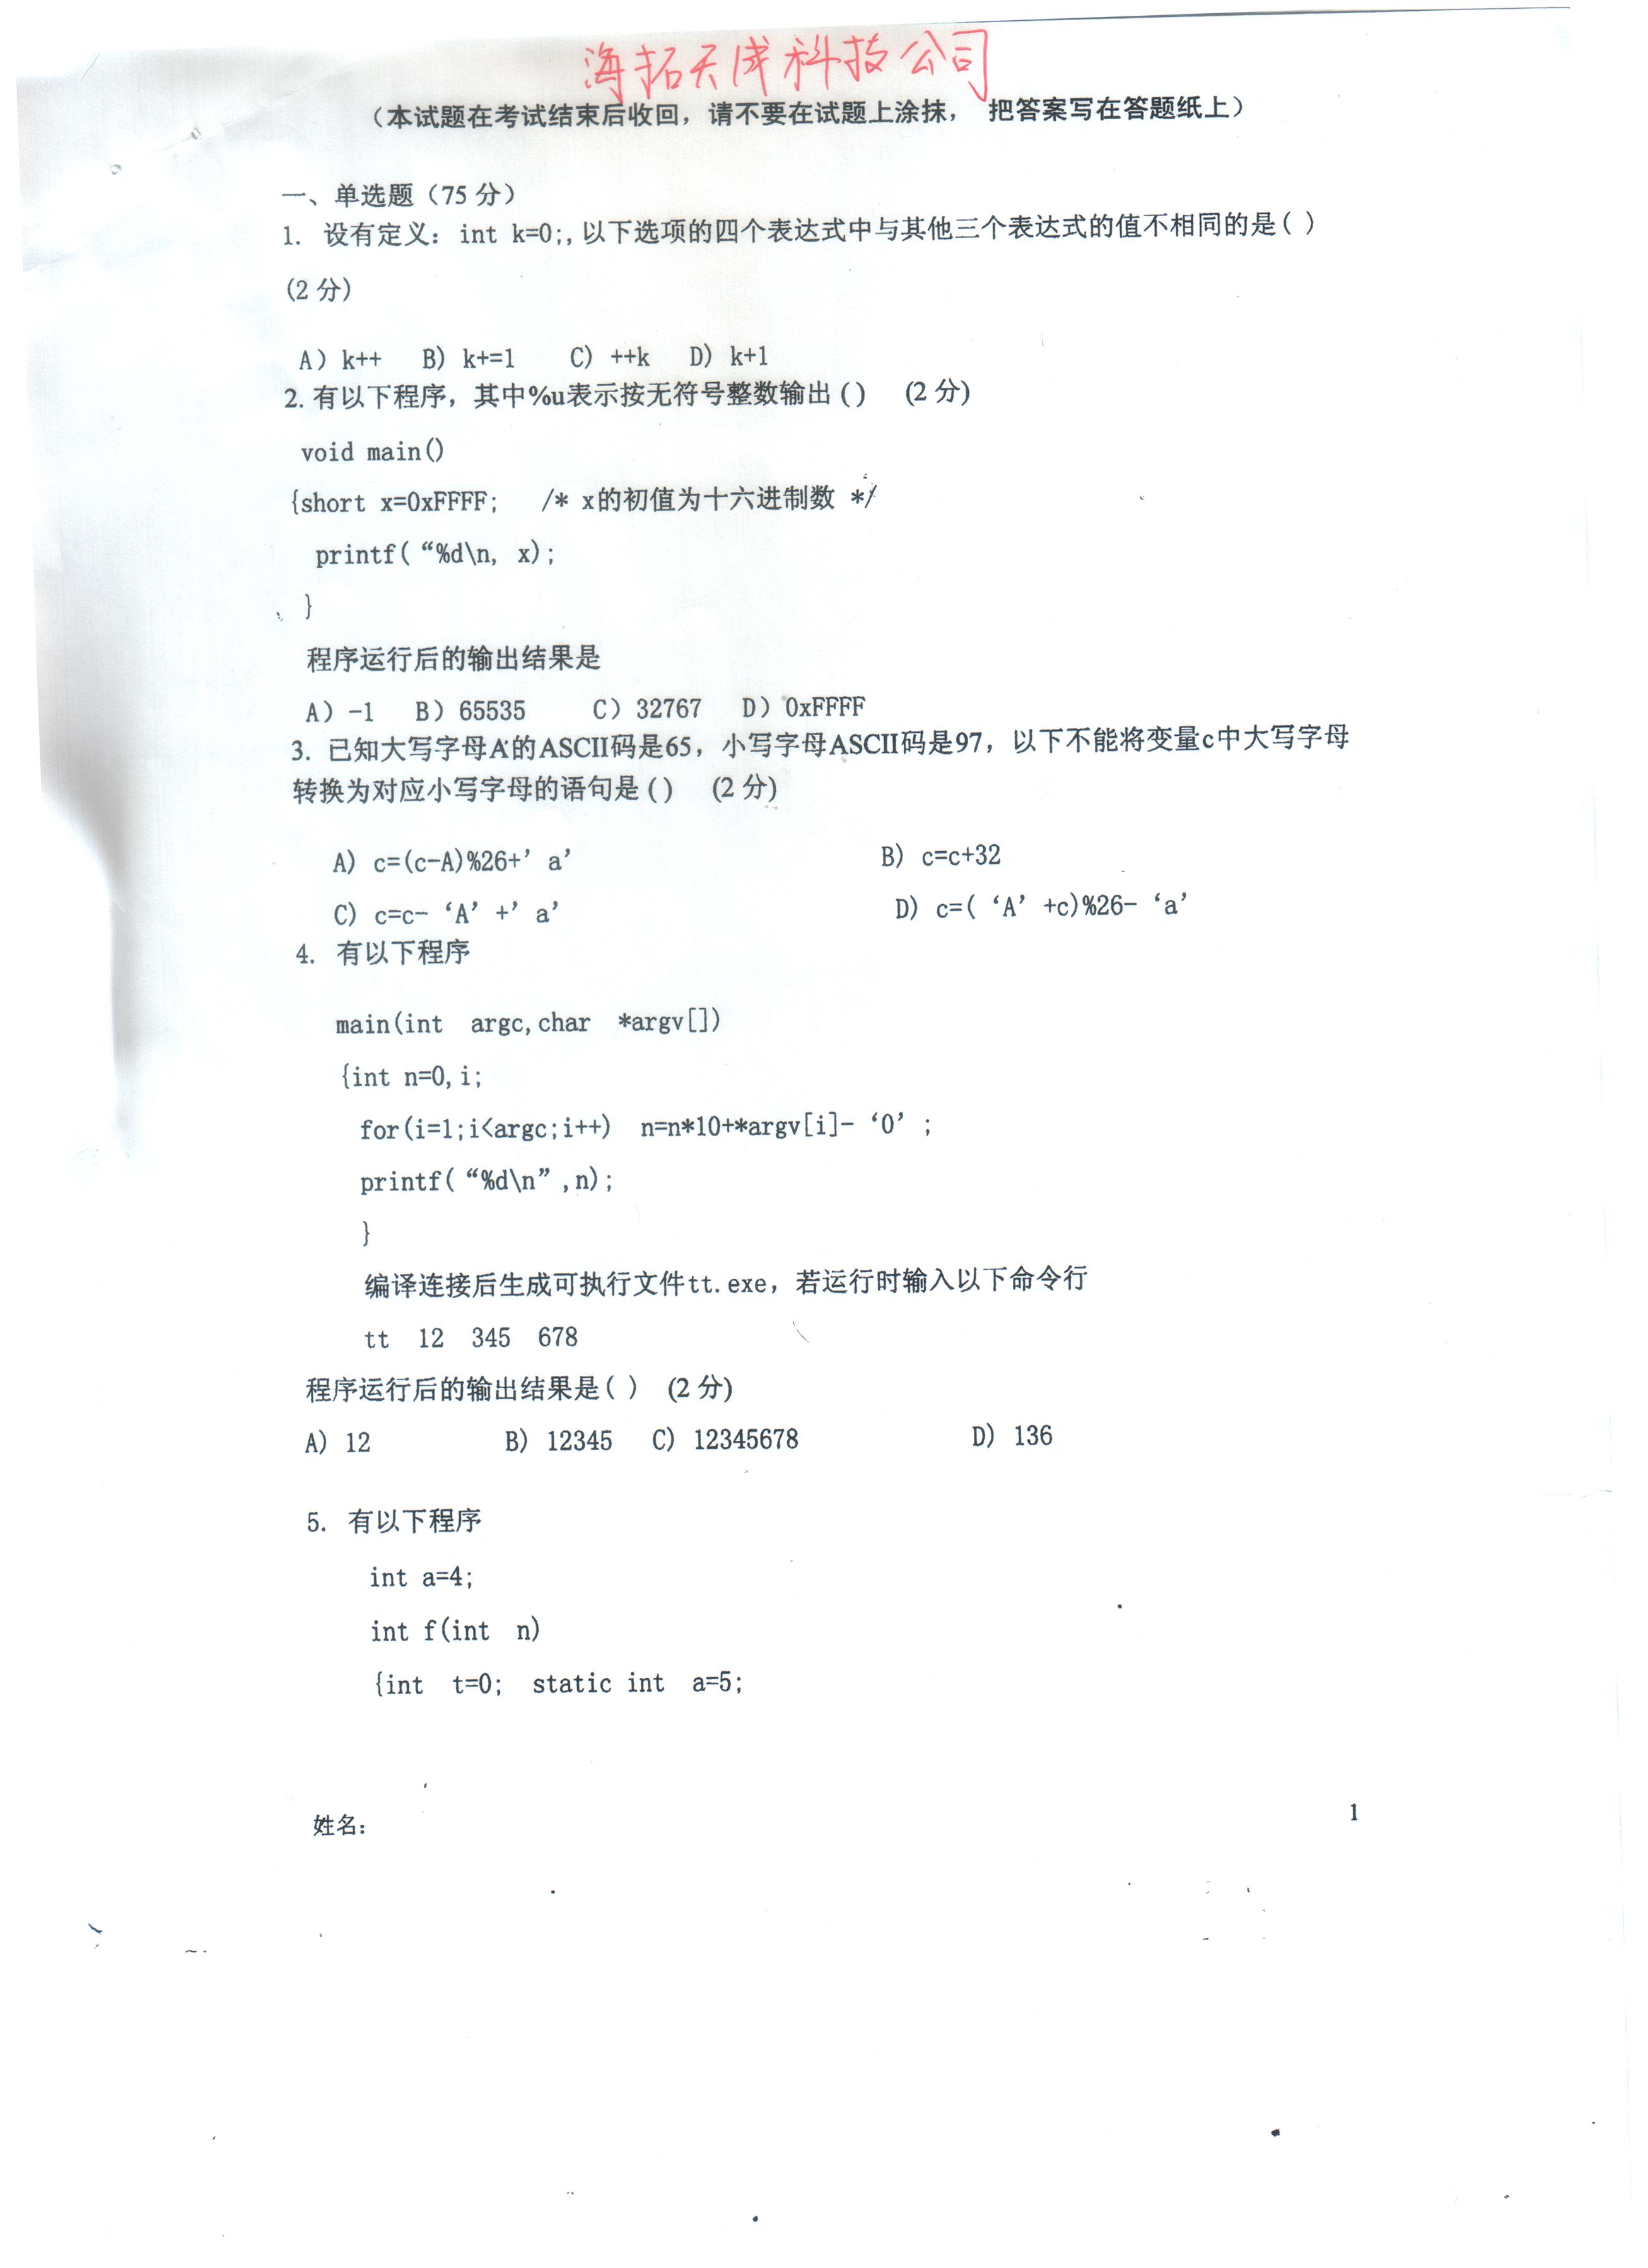 海拓天成科技公司
（本试题在考试结束后收回，请不要在试题上涂抹， 把答案写在答题纸上）
一、单选题（75 分）
1. 设有定义：int k=0;,以下选项的四个表达式中与其他三个表达式的值不相同的是( )
(2 分)
A）k++ B) k+=1 C) ++k D) k+1
2. 有以下程序，其中%u表示按无符号整数输出() (2 分)
void main()
{short x=0xFFFF; /* x的初值为十六进制数 */
printf(“%d\n, x);
}
程序运行后的输出结果是
A）-1 B）65535 C）32767 D）0xFFFF
3. 已知大写字母A的ASCII码是65，小写字母ASCII码是97，以下不能将变量c中大写字母
转换为对应小写字母的语句是() (2 分)
A) c=(c-A)%26+’a’ B) c=c+32
C) c=c-‘A’+’a’ D) c=(‘A’+c)%26-‘a’
4. 有以下程序
main(int argc,char *argv[])
{int n=0,i;
for(i=1;i<argc;i++) n=n*10+*argv[i]-‘0’;
printf(“%d\n”,n);
}
编译连接后生成可执行文件tt.exe，若运行时输入以下命令行
tt 12 345 678
程序运行后的输出结果是( ) (2 分)
A) 12 B) 12345 C) 12345678 D) 136
5. 有以下程序
int a=4;
int f(int n)
{int t=0; static int a=5;
姓名： 1